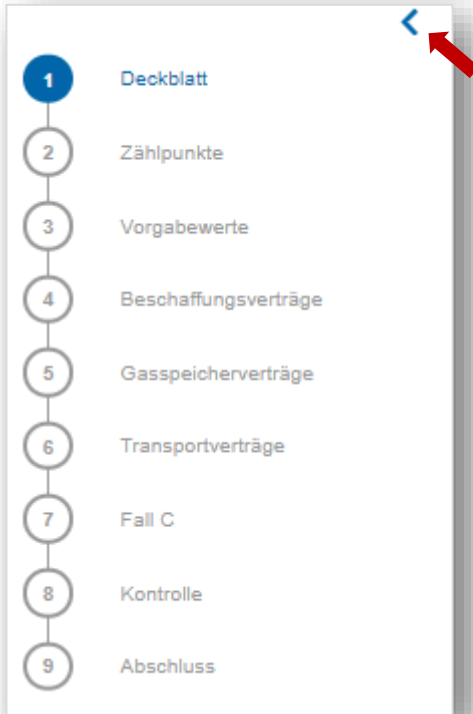 1 Deckblatt
2 Zählpunkte
3 Vorgabewerte
4 Beschaffungsverträge
5 Gasspeicherverträge
6 Transportverträge
7 Fall C
8 Kontrolle
9 Abschluss